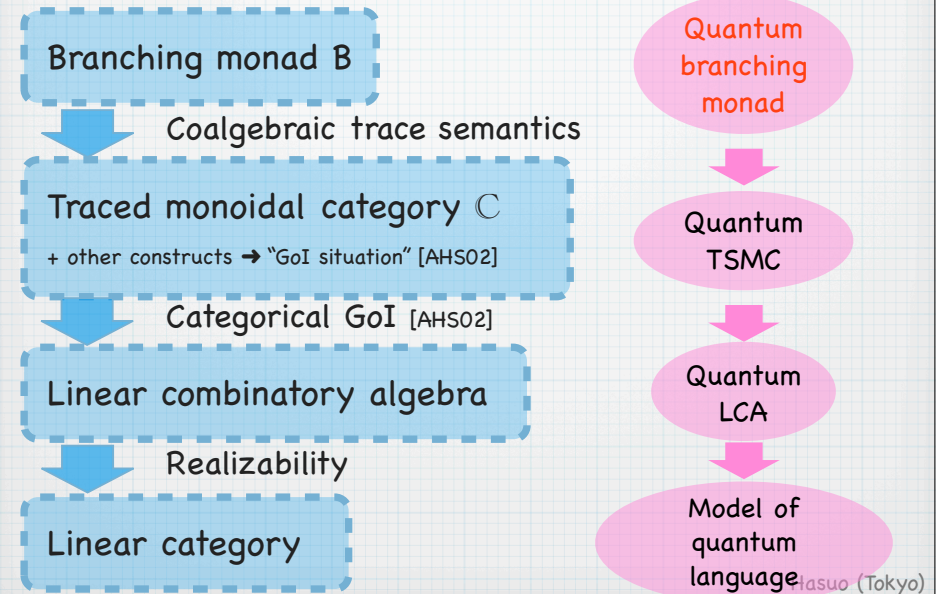 Branching monad B
Coalgebraic trace semantics
Traced monoidal category ℂ
+ other constructs ➜ “GoI situation” [AHS02]
Categorical GoI [AHS02]
Linear combinatory algebra
Realizability
Linear category
Quantum
branching
monad
Quantum
TSMC
Quantum
LCA
Model of
quantum
language
Hasuo (Tokyo)